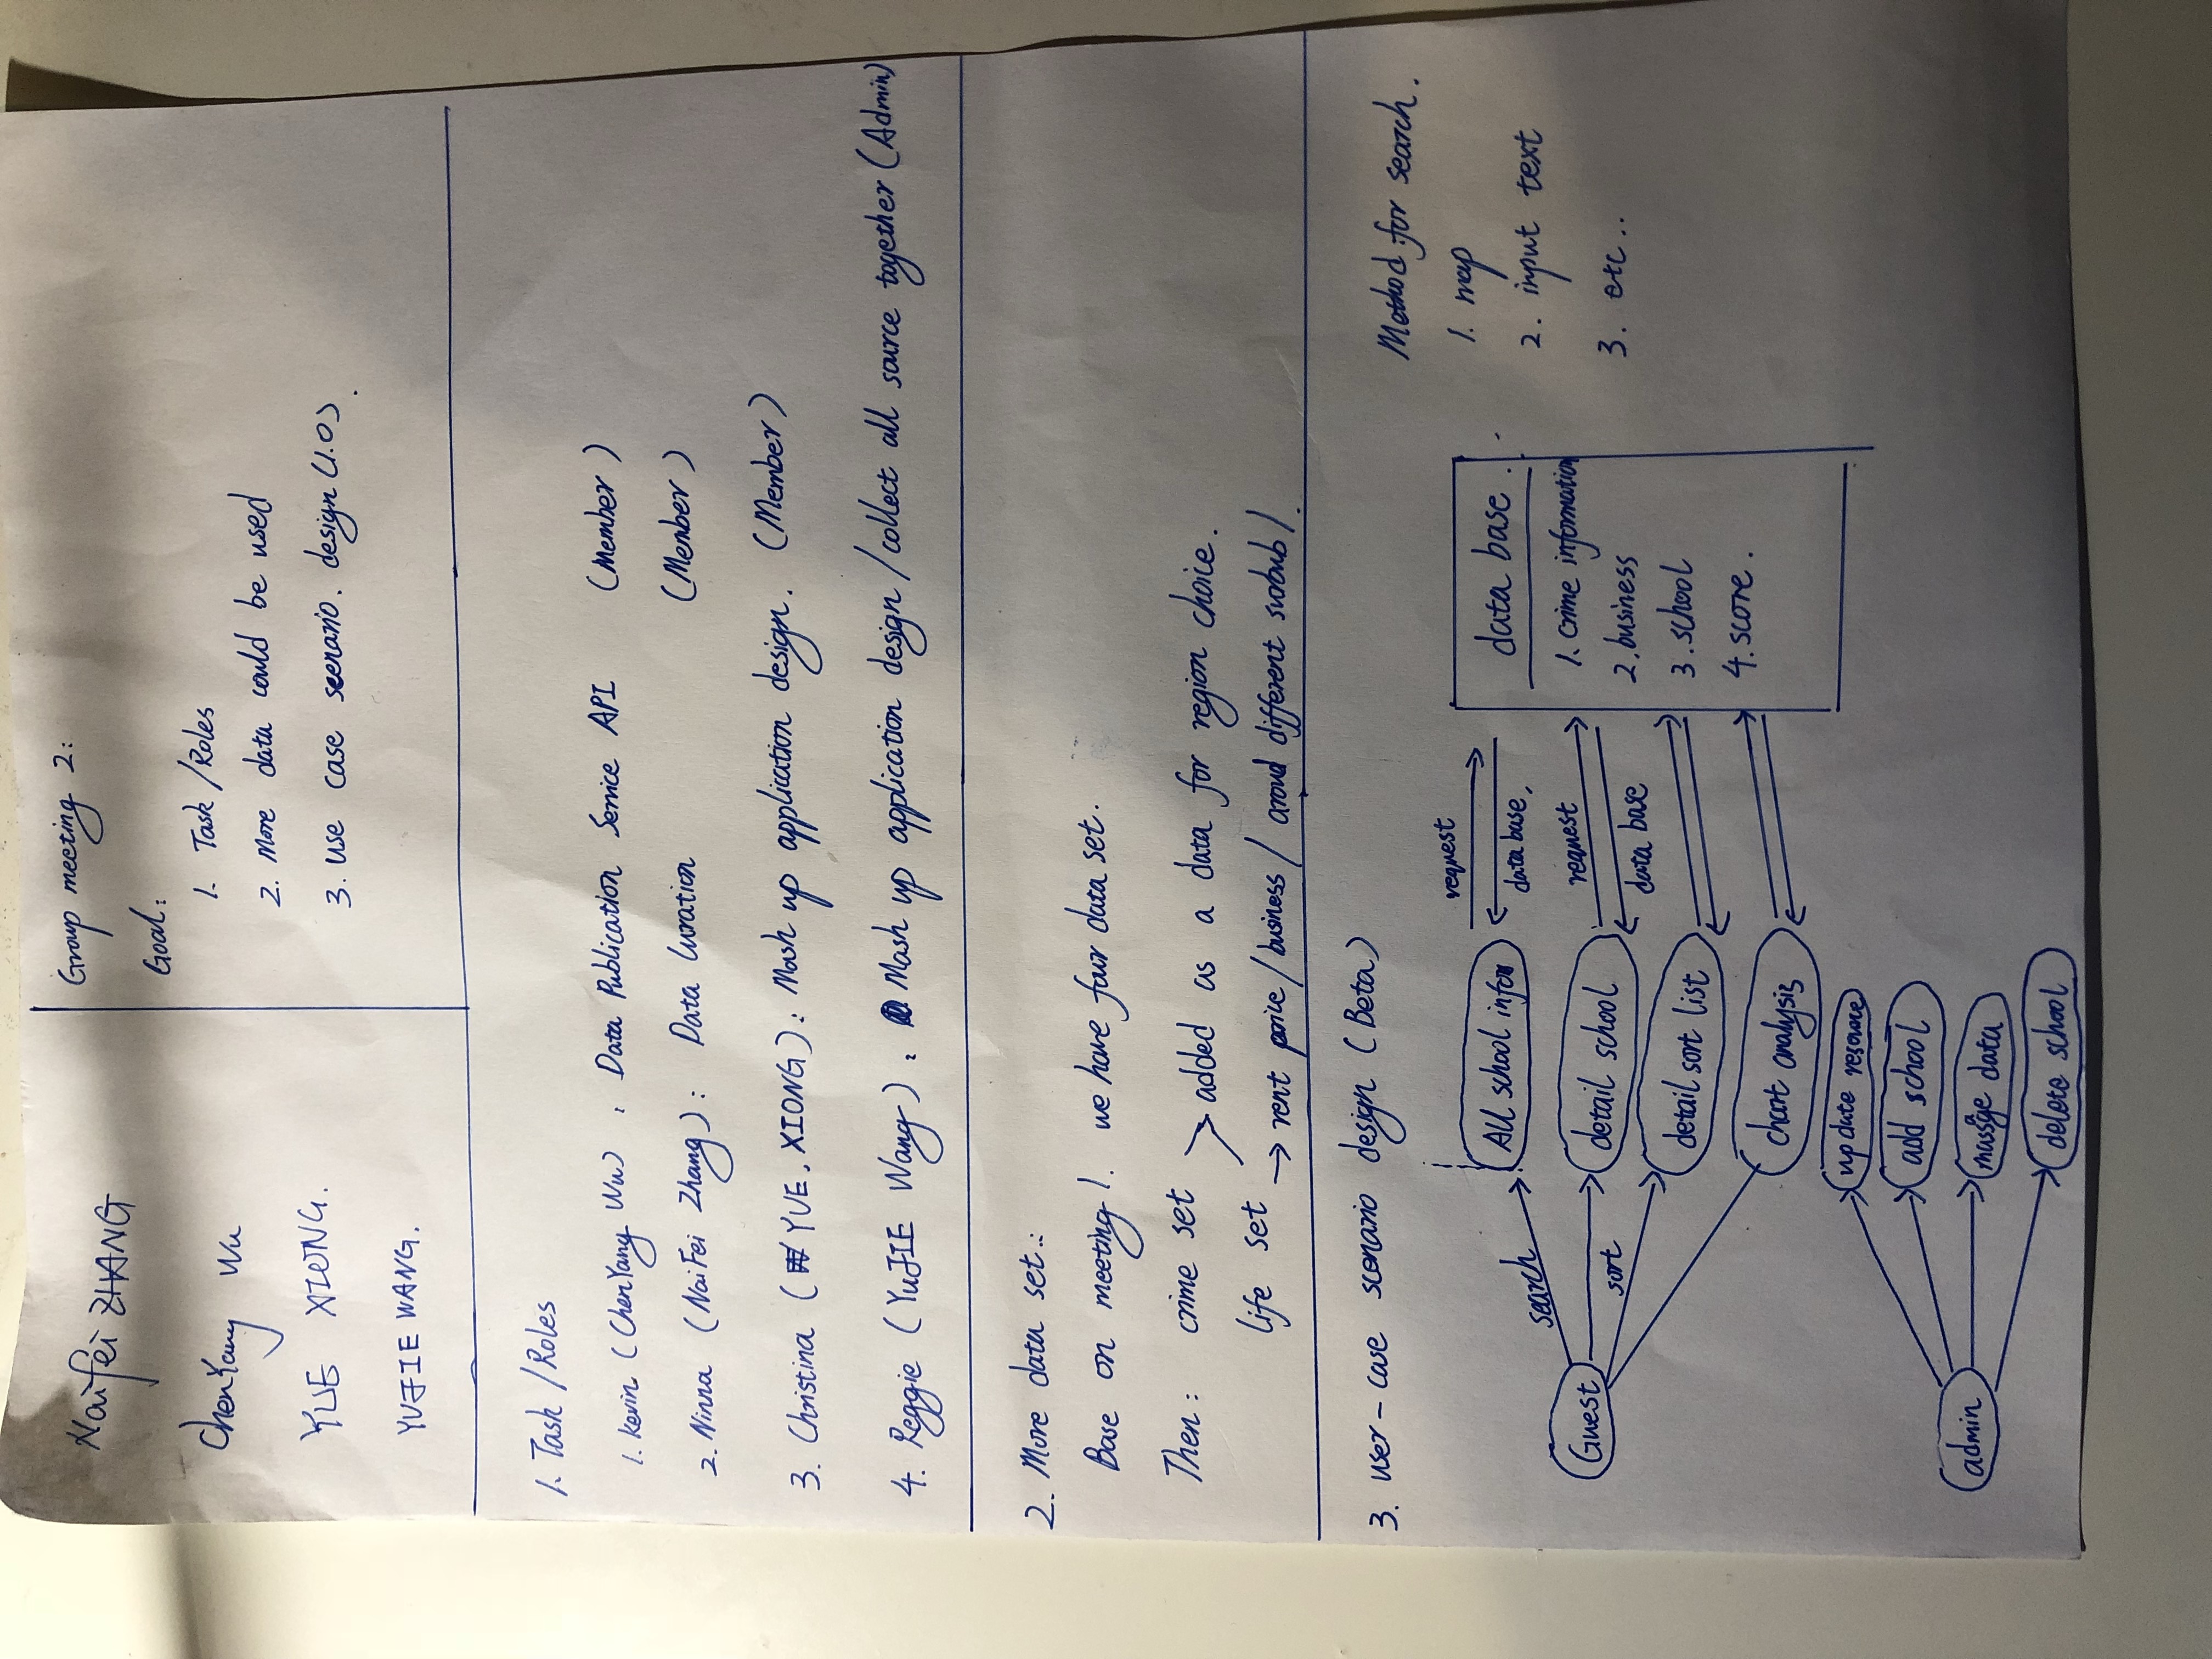 NaiFei ZHANG
ChenYang Wu
YUE XIONG.
YUJIE WANG.
Group meeting 2:
Goal:
1. Task /Roles
2. More data could be used
3. use case scenario. design (1.0).
1. Task /Roles
1. Kevin (ChenYang Wu) : Data Publication Service API (Member)
2. Ninna (NaiFei Zhang) : Data Curation (Member)
3. Christina (YUE, XIONG) : Mash up application design. (Member)
4. Reggie (YuJIE Wang) : Mash up application design /collect all source together (Admin)
2. More data set.:
Base on meeting 1. we have four data set.
Then : crime set
life set
> added as a data for region choice.
→ rent price / business / aroud different subub /.
3. user-case scenario design (Beta)
Guest
search
sort
All school infor
detail school
detail sort list
chart analysis
request
data base.
request
data base
data base.
1. crime information
2. business
3. school
4. score.
Method for search.
1. map
2. input text
3. etc..
admin
update resource
add school
manage data
delete school